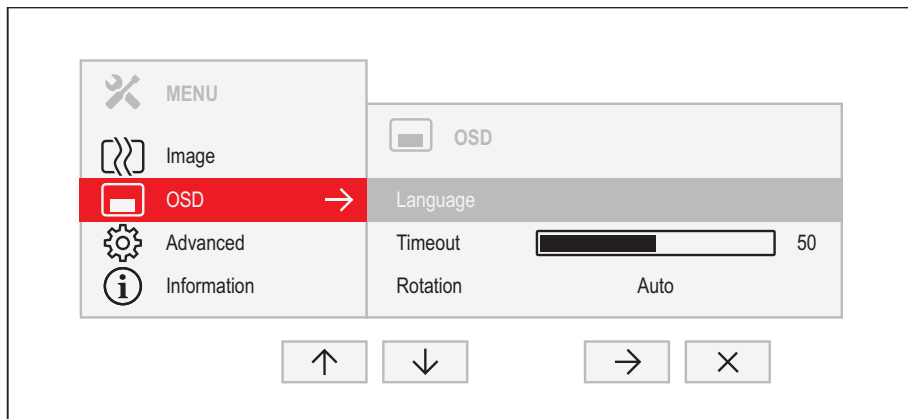 MENU
Image
OSD
Advanced
Information
OSD
Language
Timeout 50
Rotation Auto